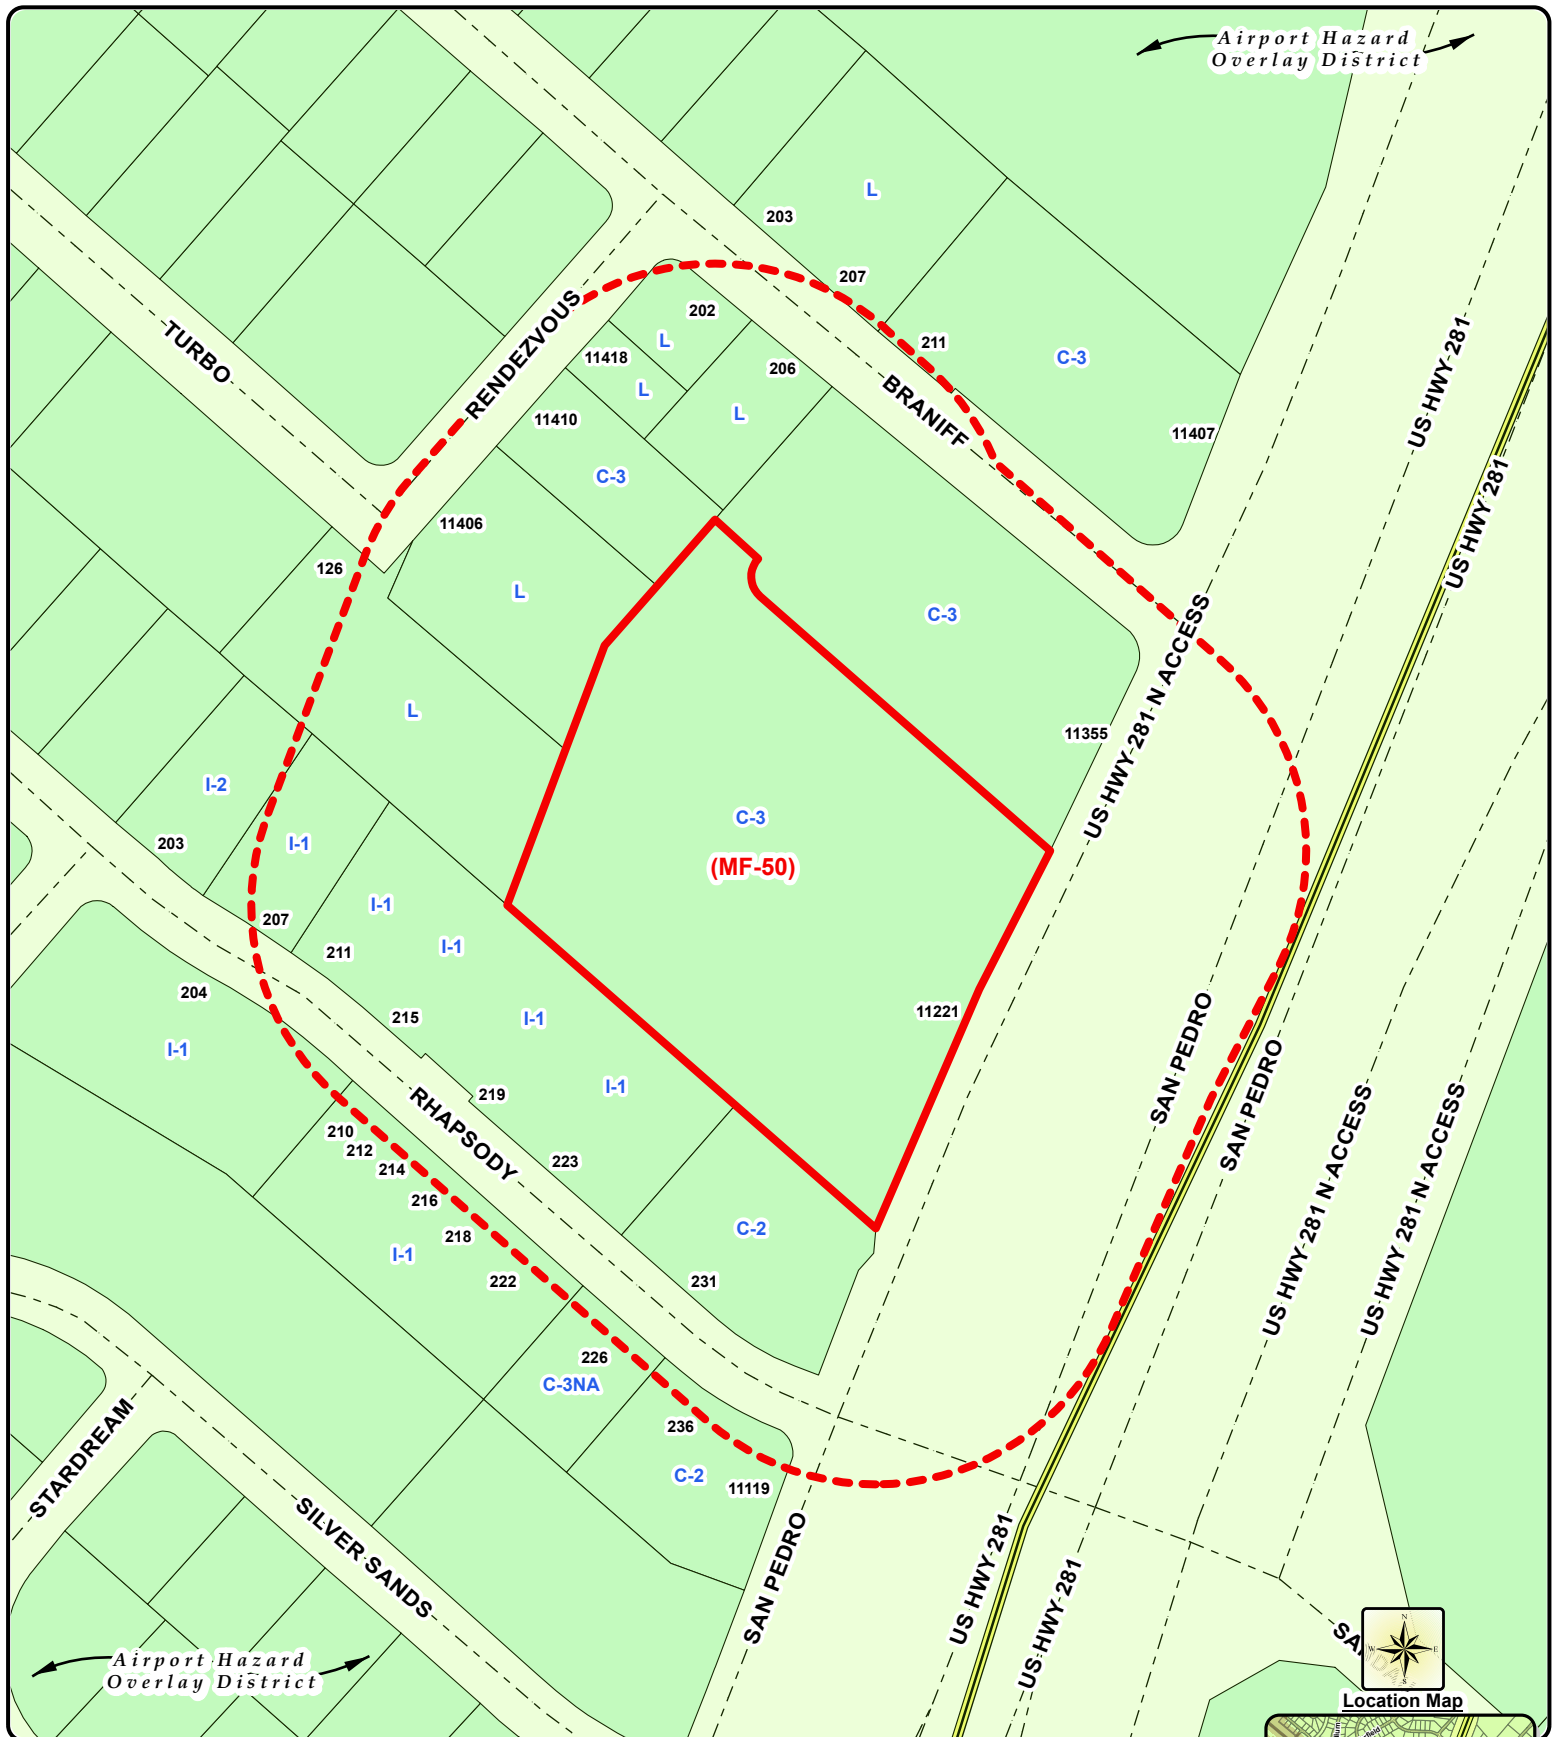 Airport Hazard
Overlay District
L
203
207
202
L
11418
L
206
L
211
C-3
11407
US HWY 281
US HWY 281
TURBO
RENDEZVOUS
BRANIFF
11410
C-3
11406
126
L
C-3
US HWY 281 N ACCESS
L
11355
I-2
203
I-1
C-3
(MF-50)
I-1
207
I-1
211
204
215
I-1
11221
I-1
219
I-1
RHAPSODY
SAN PEDRO
SAN PEDRO
US HWY 281 N ACCESS
US HWY 281 N ACCESS
210
212
214
216
218
222
I-1
223
C-2
231
226
C-3NA
236
C-2
11119
STARDREAM
SILVER SANDS
SAN PEDRO
US HWY 281
US HWY 281
Airport Hazard
Overlay District
N
W
E
S
Location Map